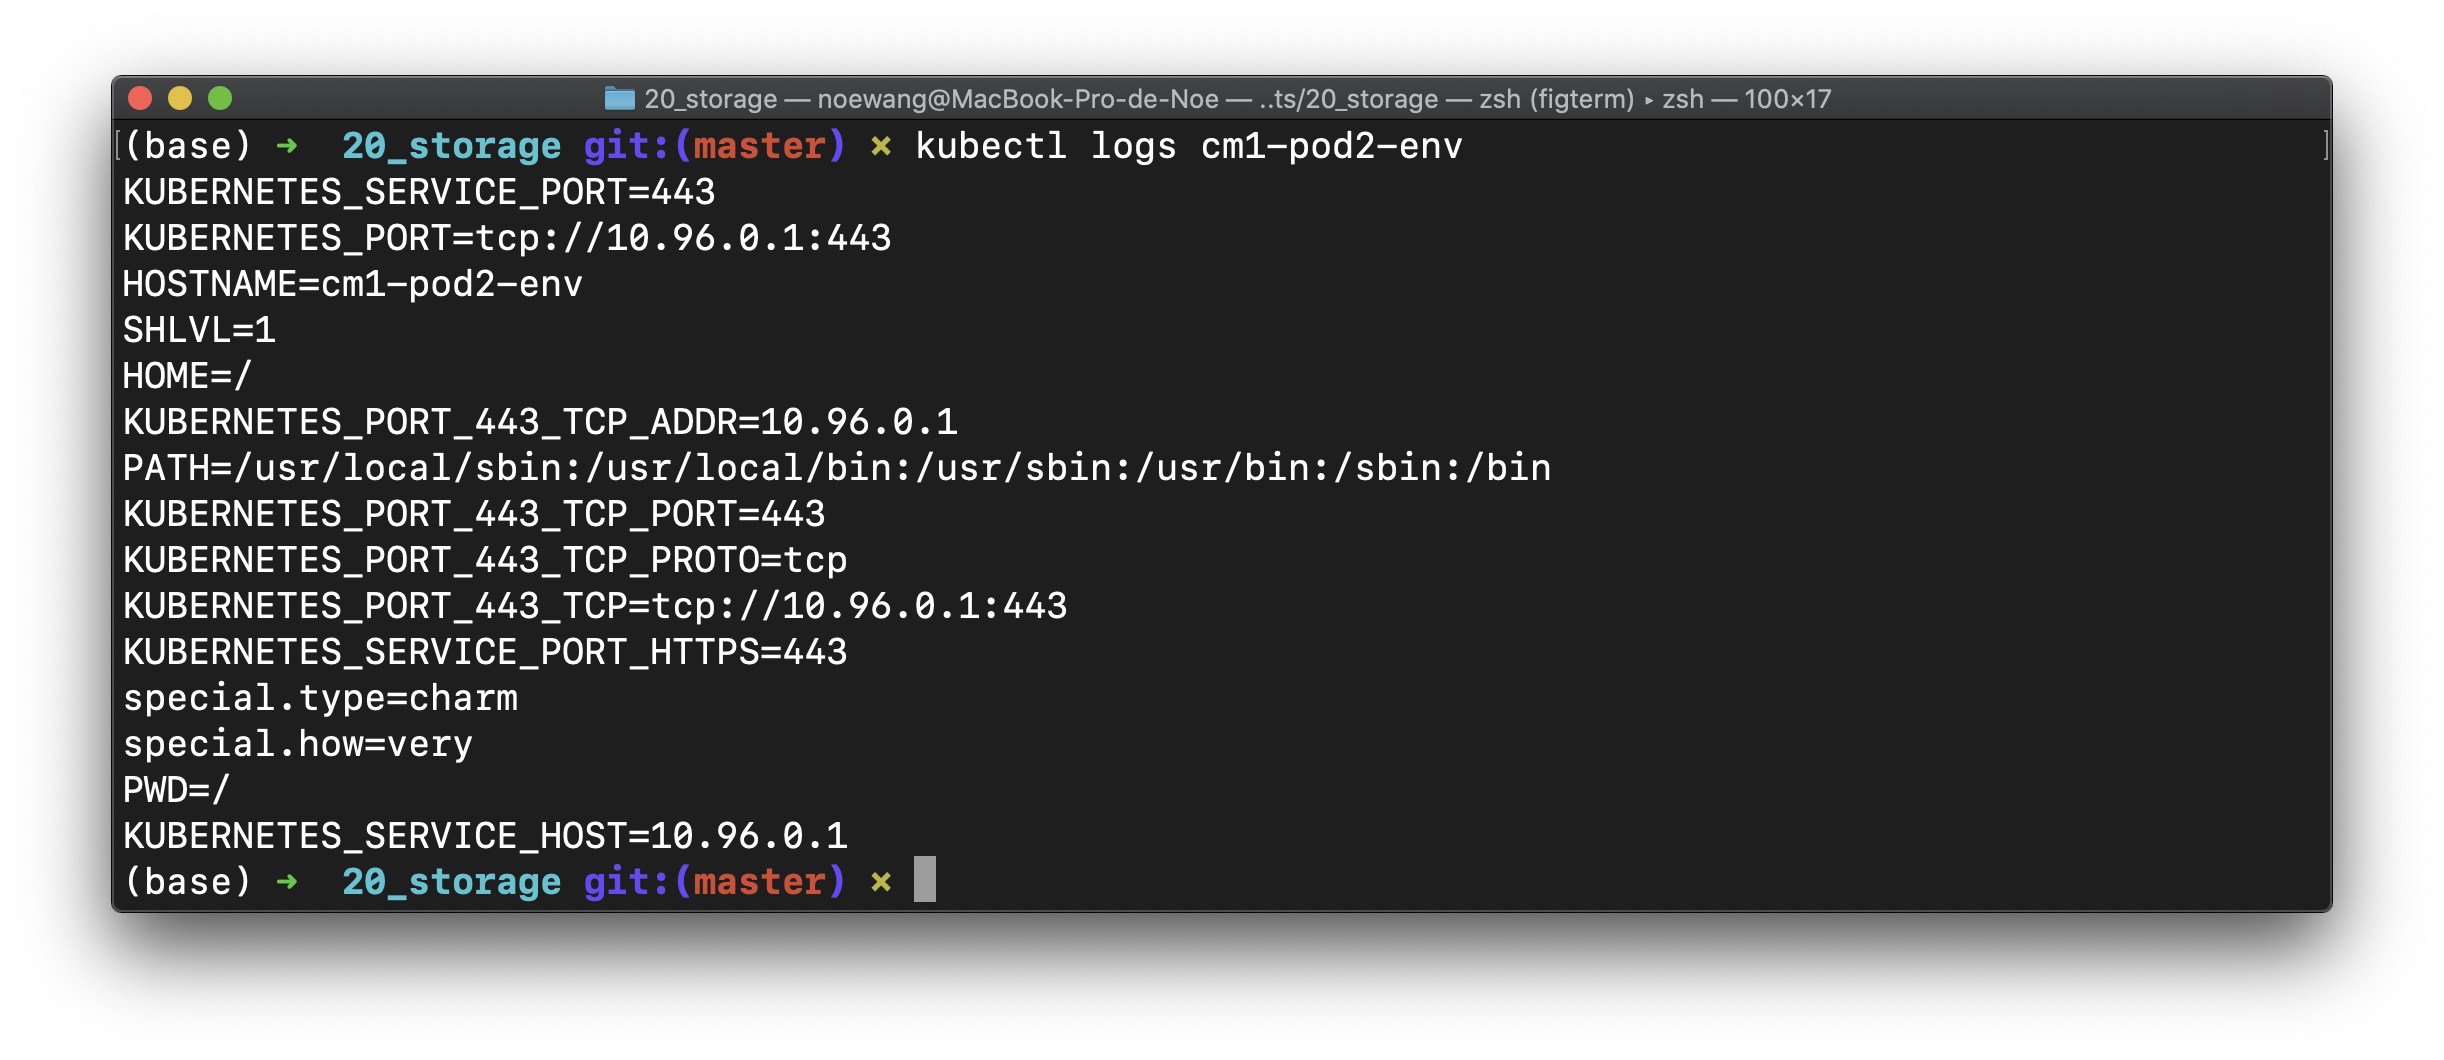 20_storage — noewang@MacBook-Pro-de-Noe — ..ts/20_storage — zsh (figterm) ▸ zsh — 100×17
(base) ➜  20_storage git:(master) ✗ kubectl logs cm1-pod2-env
KUBERNETES_SERVICE_PORT=443
KUBERNETES_PORT=tcp://10.96.0.1:443
HOSTNAME=cm1-pod2-env
SHLVL=1
HOME=/
KUBERNETES_PORT_443_TCP_ADDR=10.96.0.1
PATH=/usr/local/sbin:/usr/local/bin:/usr/sbin:/usr/bin:/sbin:/bin
KUBERNETES_PORT_443_TCP_PORT=443
KUBERNETES_PORT_443_TCP_PROTO=tcp
KUBERNETES_PORT_443_TCP=tcp://10.96.0.1:443
KUBERNETES_SERVICE_PORT_HTTPS=443
special.type=charm
special.how=very
PWD=/
KUBERNETES_SERVICE_HOST=10.96.0.1
(base) ➜  20_storage git:(master) ✗